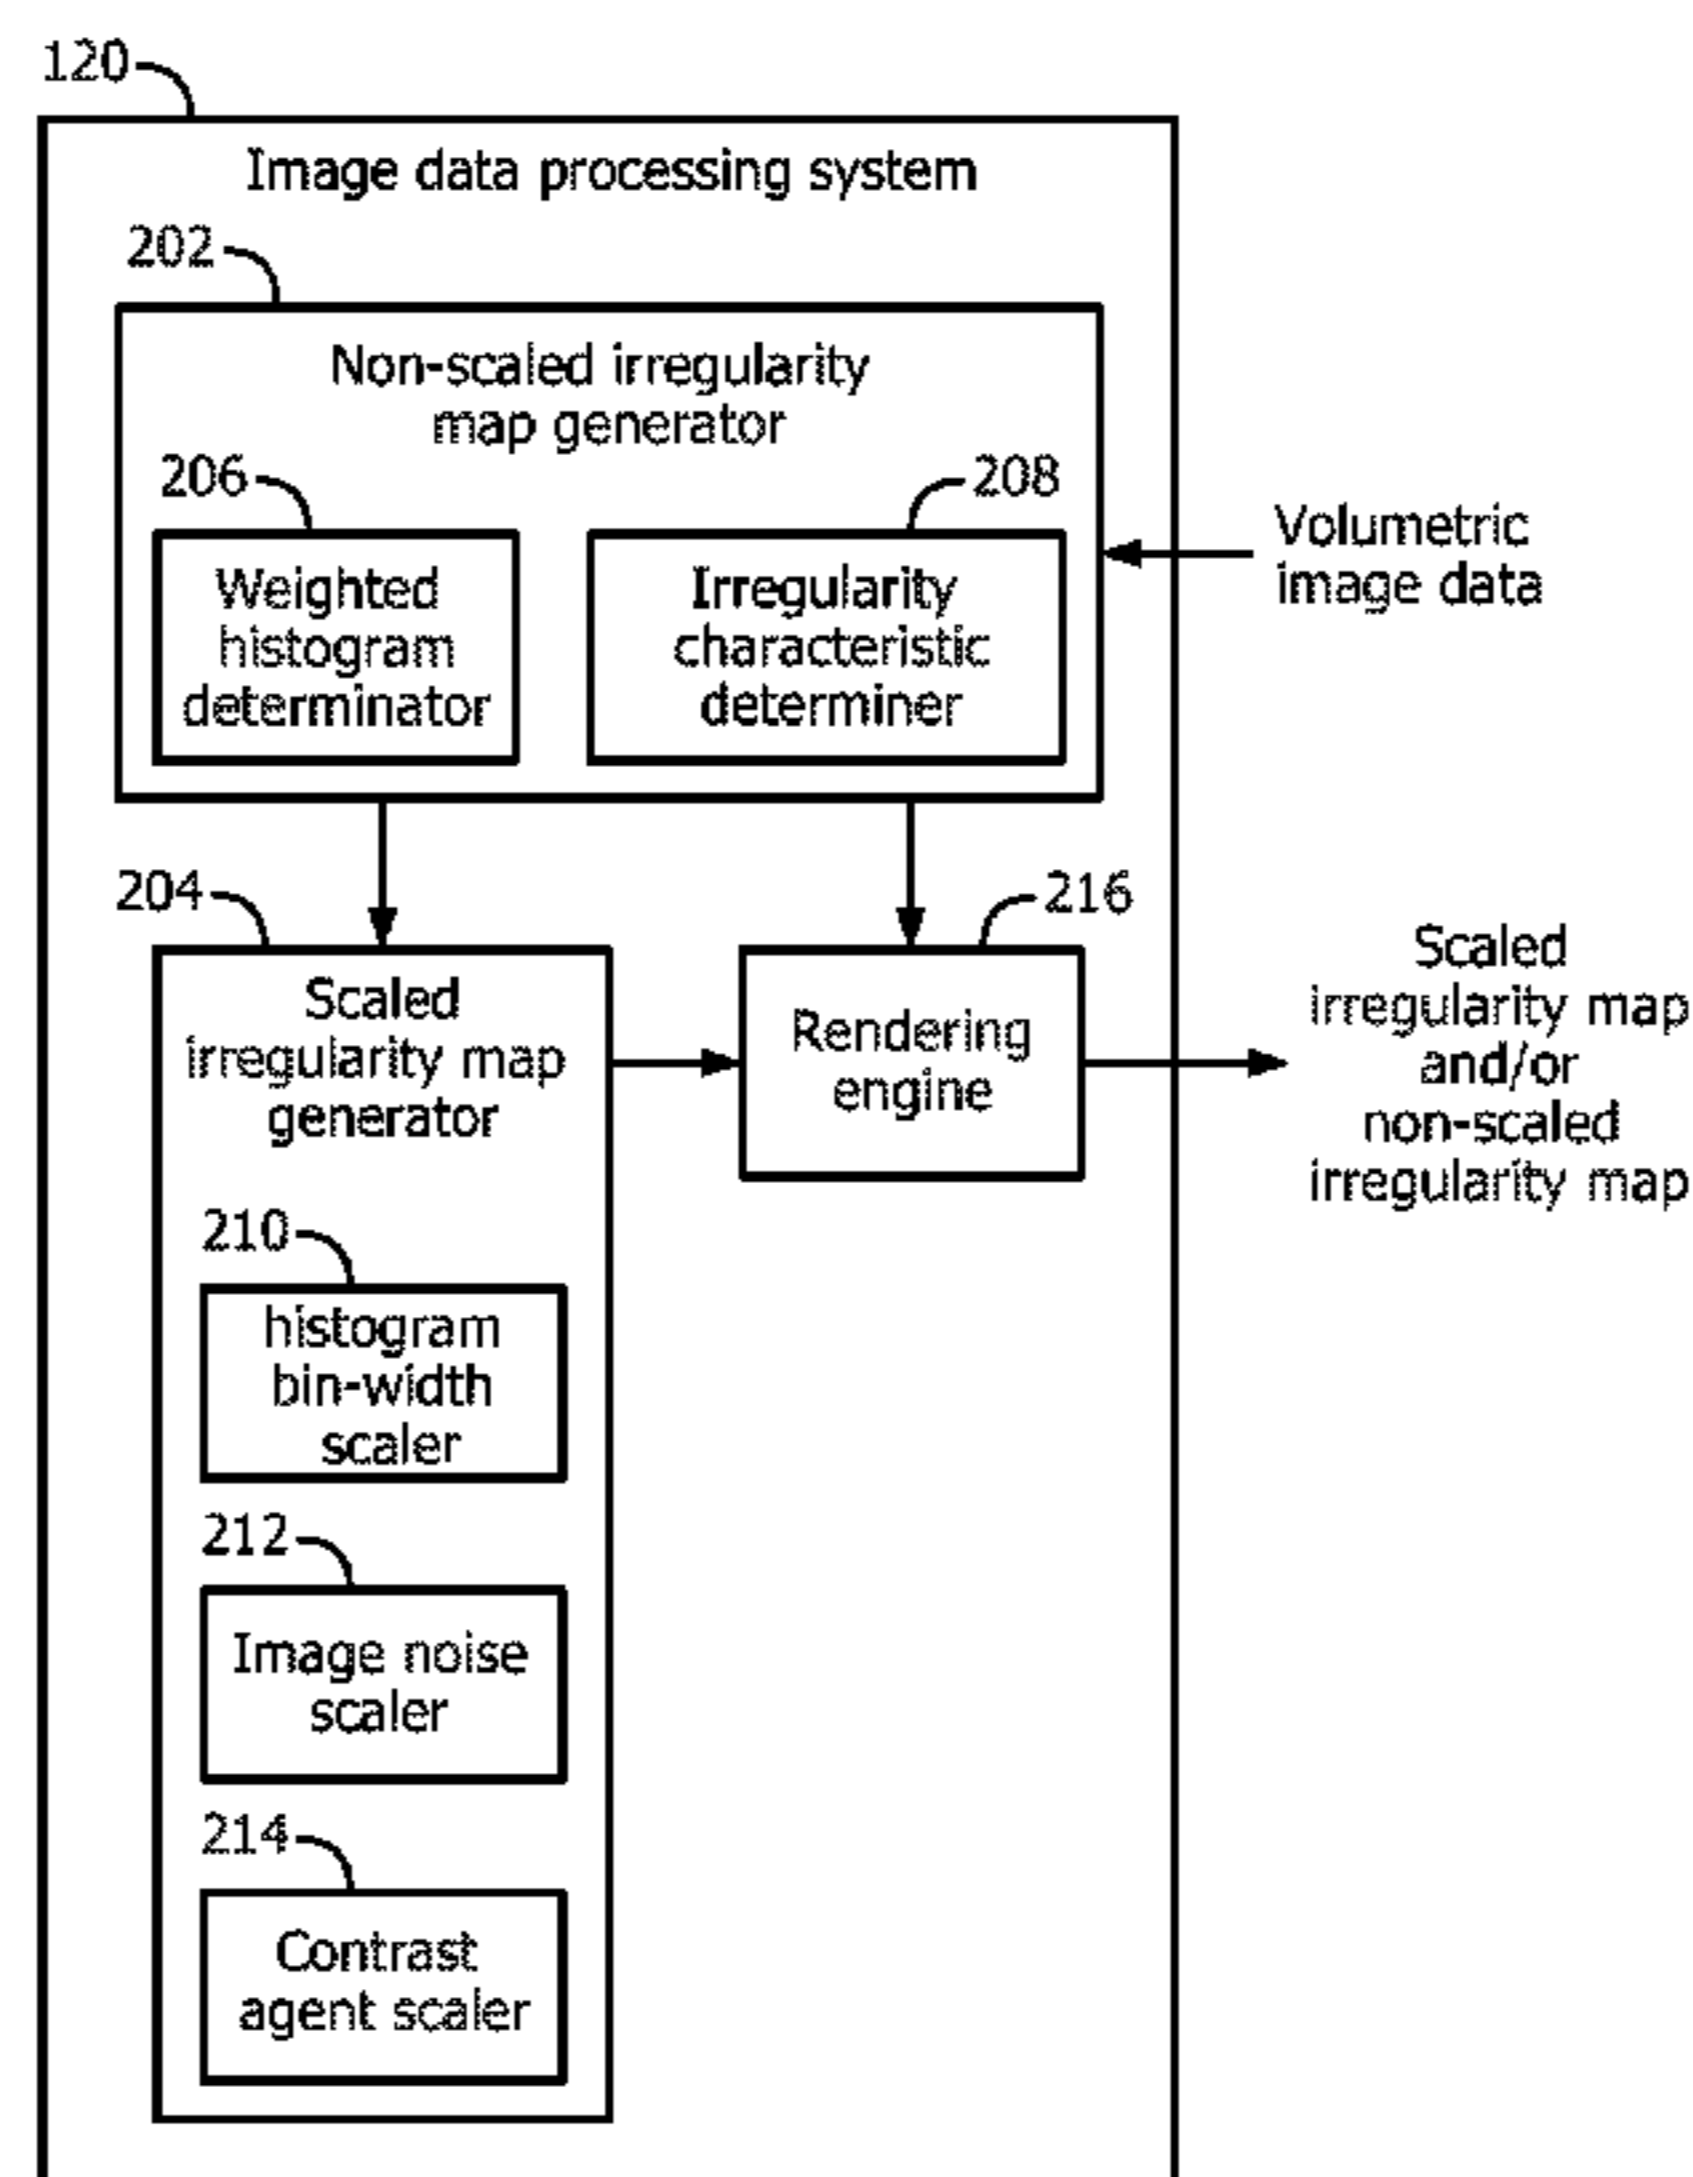 120
Image data processing system
202
Non-scaled irregularity
map generator
206
208
Weighted
histogram
determinator
Irregularity
characteristic
determiner
Volumetric
image data
204
216
Scaled
irregularity map
generator
Rendering
engine
Scaled
irregularity map
and/or
non-scaled
irregularity map
210
histogram
bin-width
scaler
212
Image noise
scaler
214
Contrast
agent scaler